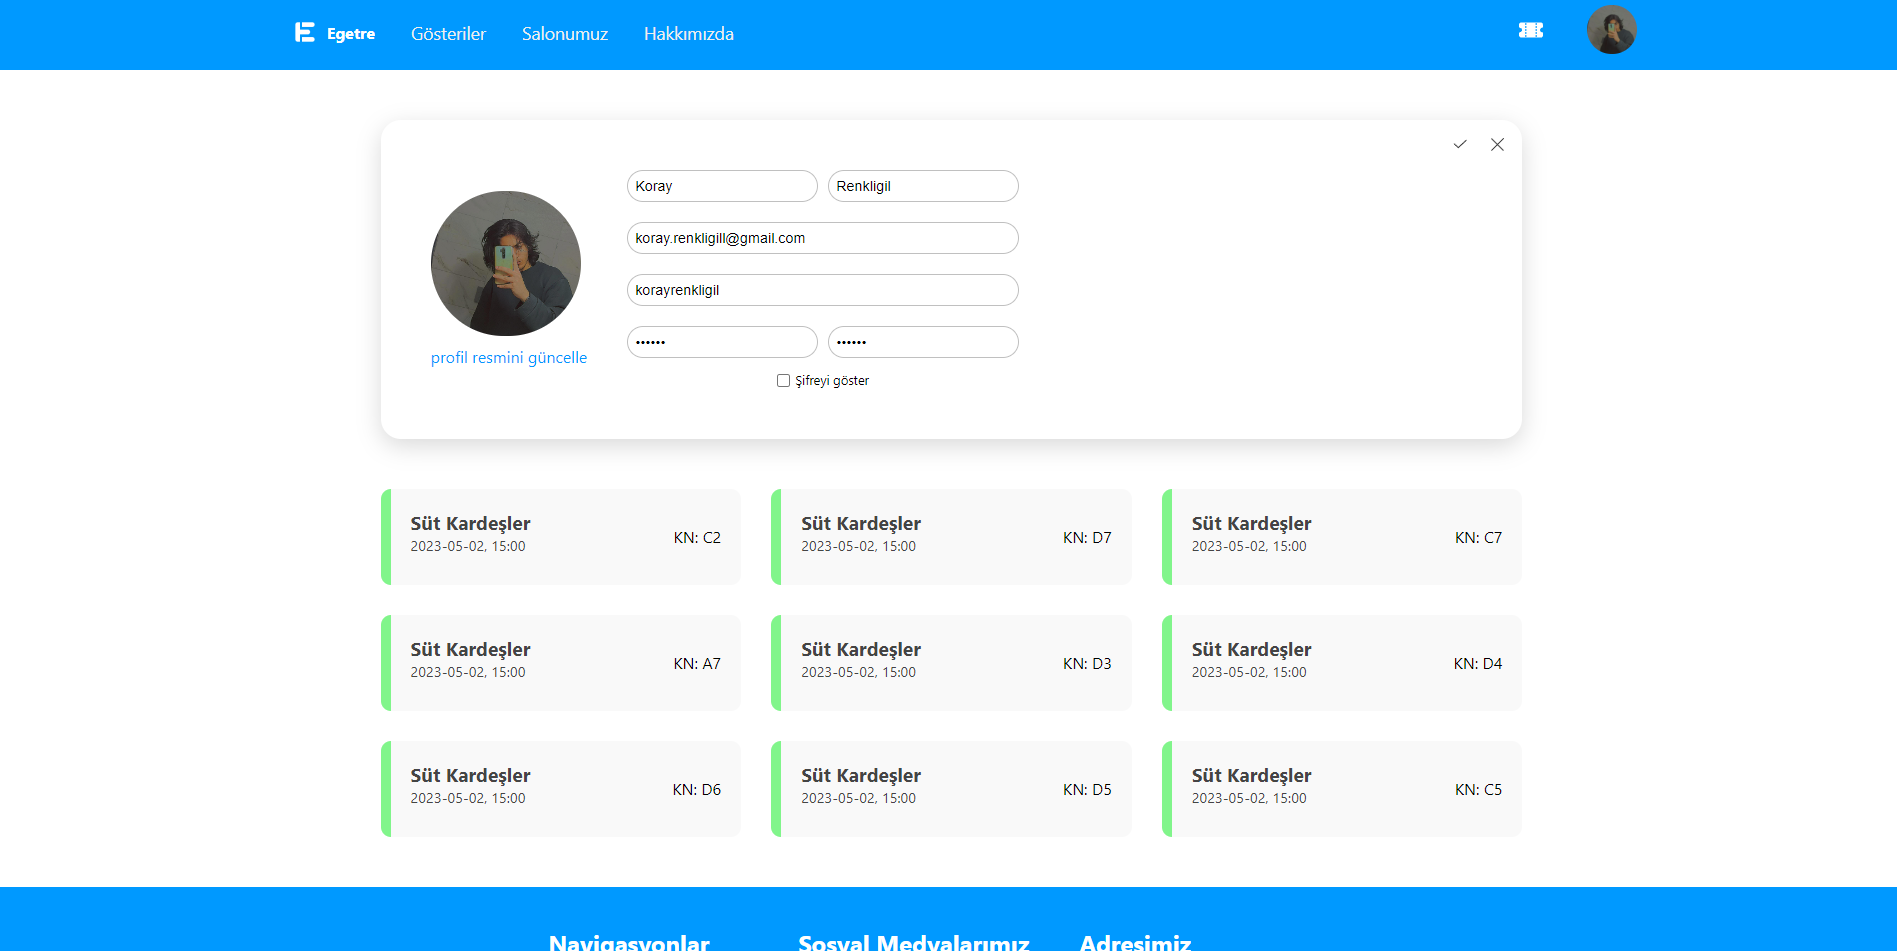 Egetre Gösteriler Salonumuz Hakkımızda
Koray Renkligil
koray.renkligill@gmail.com
korayrenkligil
•••••• ••••••
profil resmini güncelle
Şifreyi göster
Süt Kardeşler
2023-05-02, 15:00
KN: C2
Süt Kardeşler
2023-05-02, 15:00
KN: D7
Süt Kardeşler
2023-05-02, 15:00
KN: C7
Süt Kardeşler
2023-05-02, 15:00
KN: A7
Süt Kardeşler
2023-05-02, 15:00
KN: D3
Süt Kardeşler
2023-05-02, 15:00
KN: D4
Süt Kardeşler
2023-05-02, 15:00
KN: D6
Süt Kardeşler
2023-05-02, 15:00
KN: D5
Süt Kardeşler
2023-05-02, 15:00
KN: C5
Navigasyonlar Sosyal Medyalarımız Adresimiz